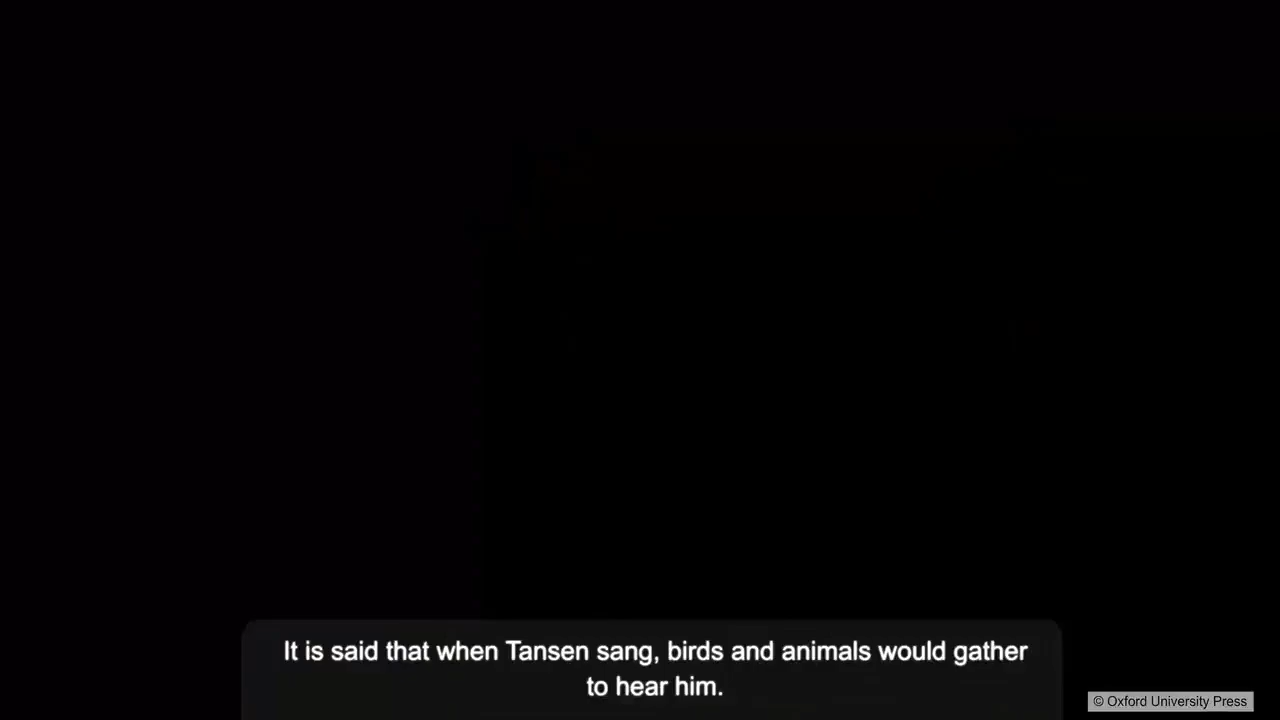 It is said that when Tansen sang, birds and animals would gather
to hear him.
© Oxford University Press